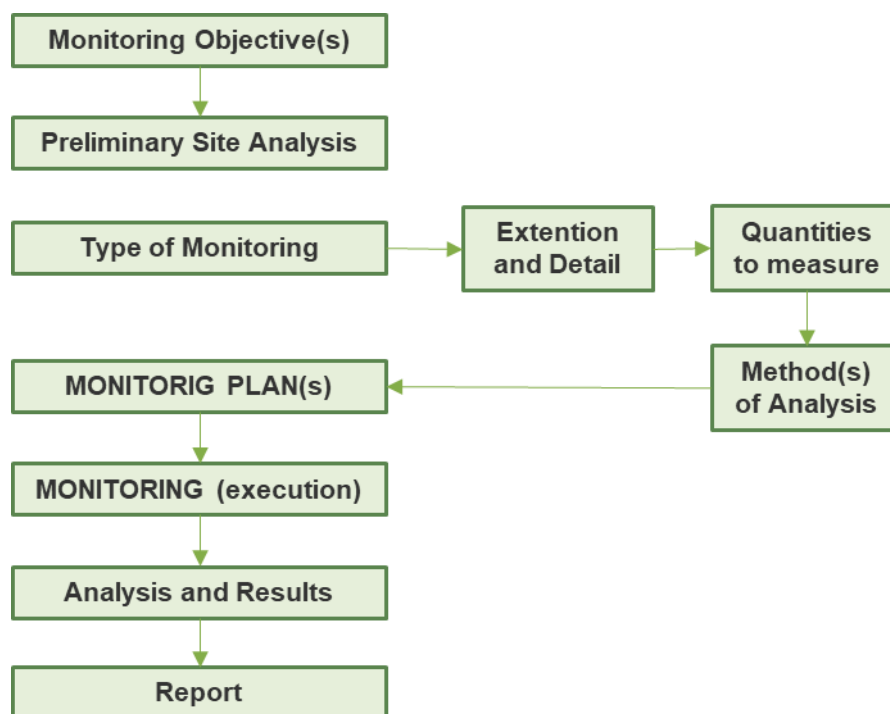 Monitoring Objective(s)
Preliminary Site Analysis
Type of Monitoring
Extention
and Detail
Quantities
to measure
Method(s)
of Analysis
MONITORIG PLAN(s)
MONITORING (execution)
Analysis and Results
Report